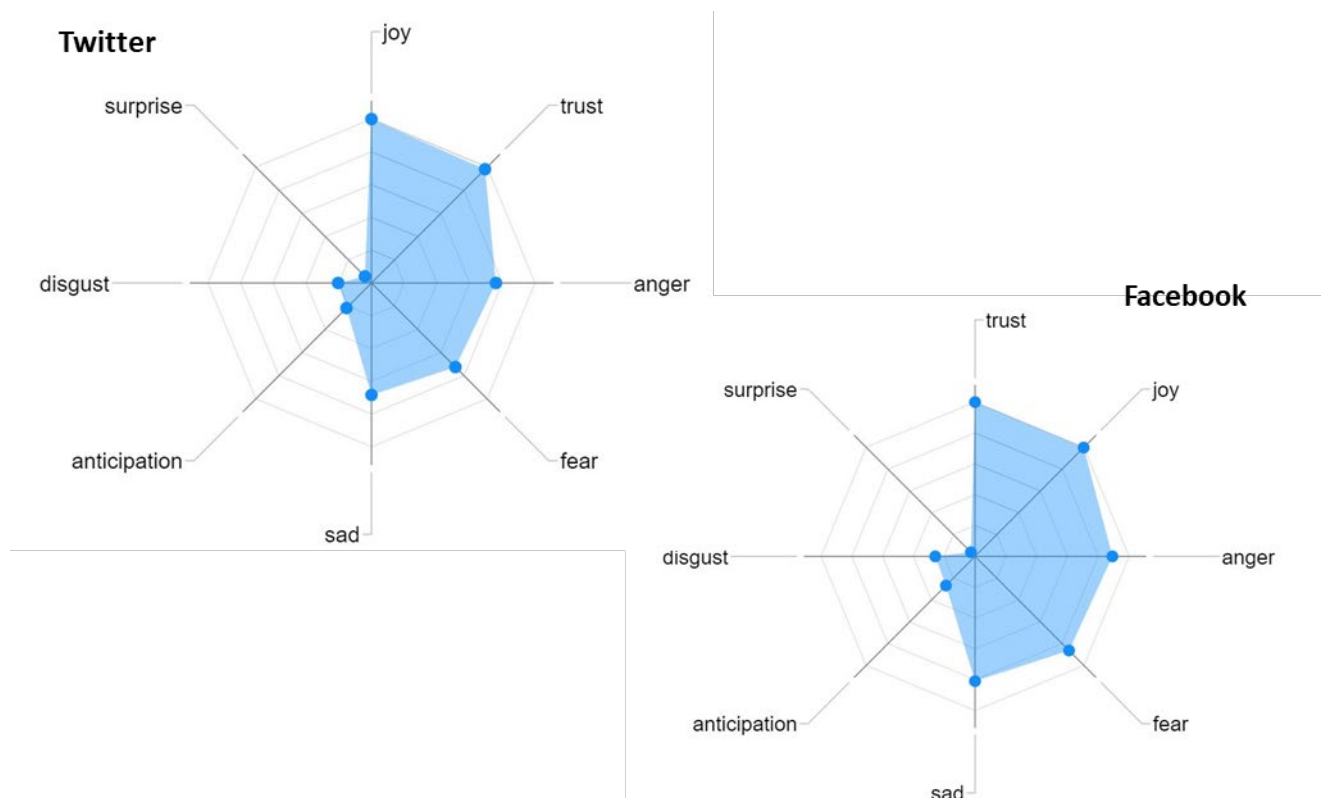 Twitter
joy
surprise
trust
disgust
anger
anticipation
fear
sad
Facebook
trust
surprise
joy
disgust
anger
anticipation
fear
sad